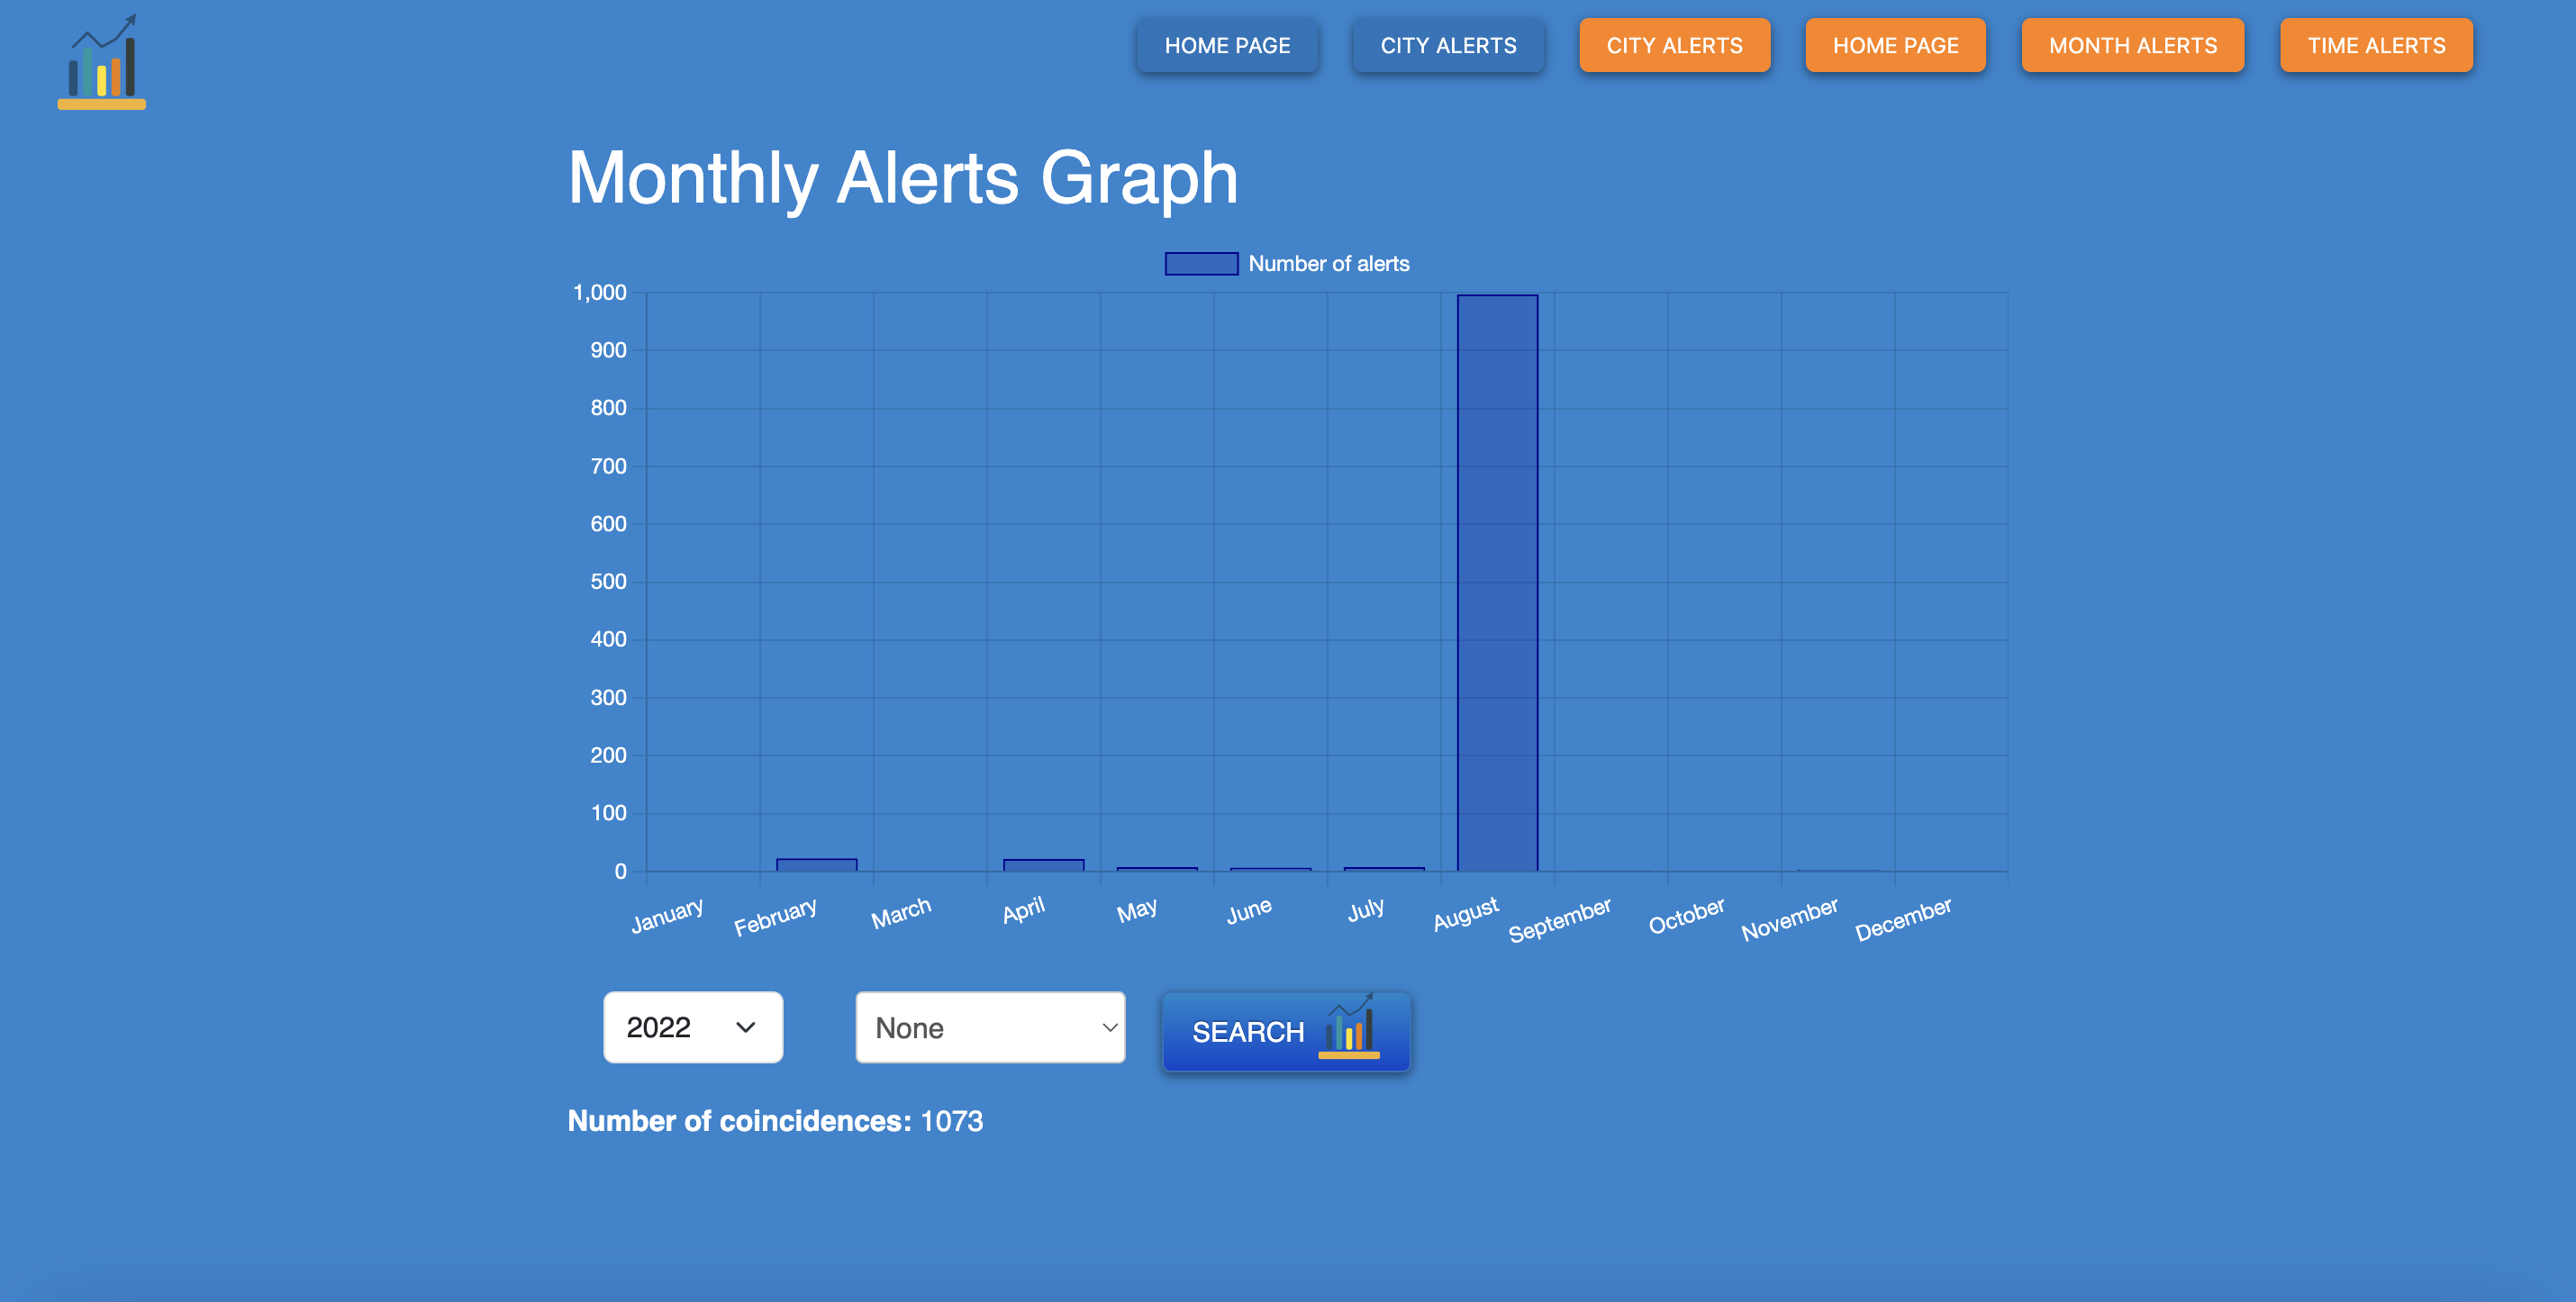 HOME PAGE
CITY ALERTS
CITY ALERTS
HOME PAGE
MONTH ALERTS
TIME ALERTS
Monthly Alerts Graph
Number of alerts
1,000
900
800
700
600
500
400
300
200
100
0
January
February
March
April
May
June
July
August
September
October
November
December
2022
None
SEARCH
Number of coincidences: 1073